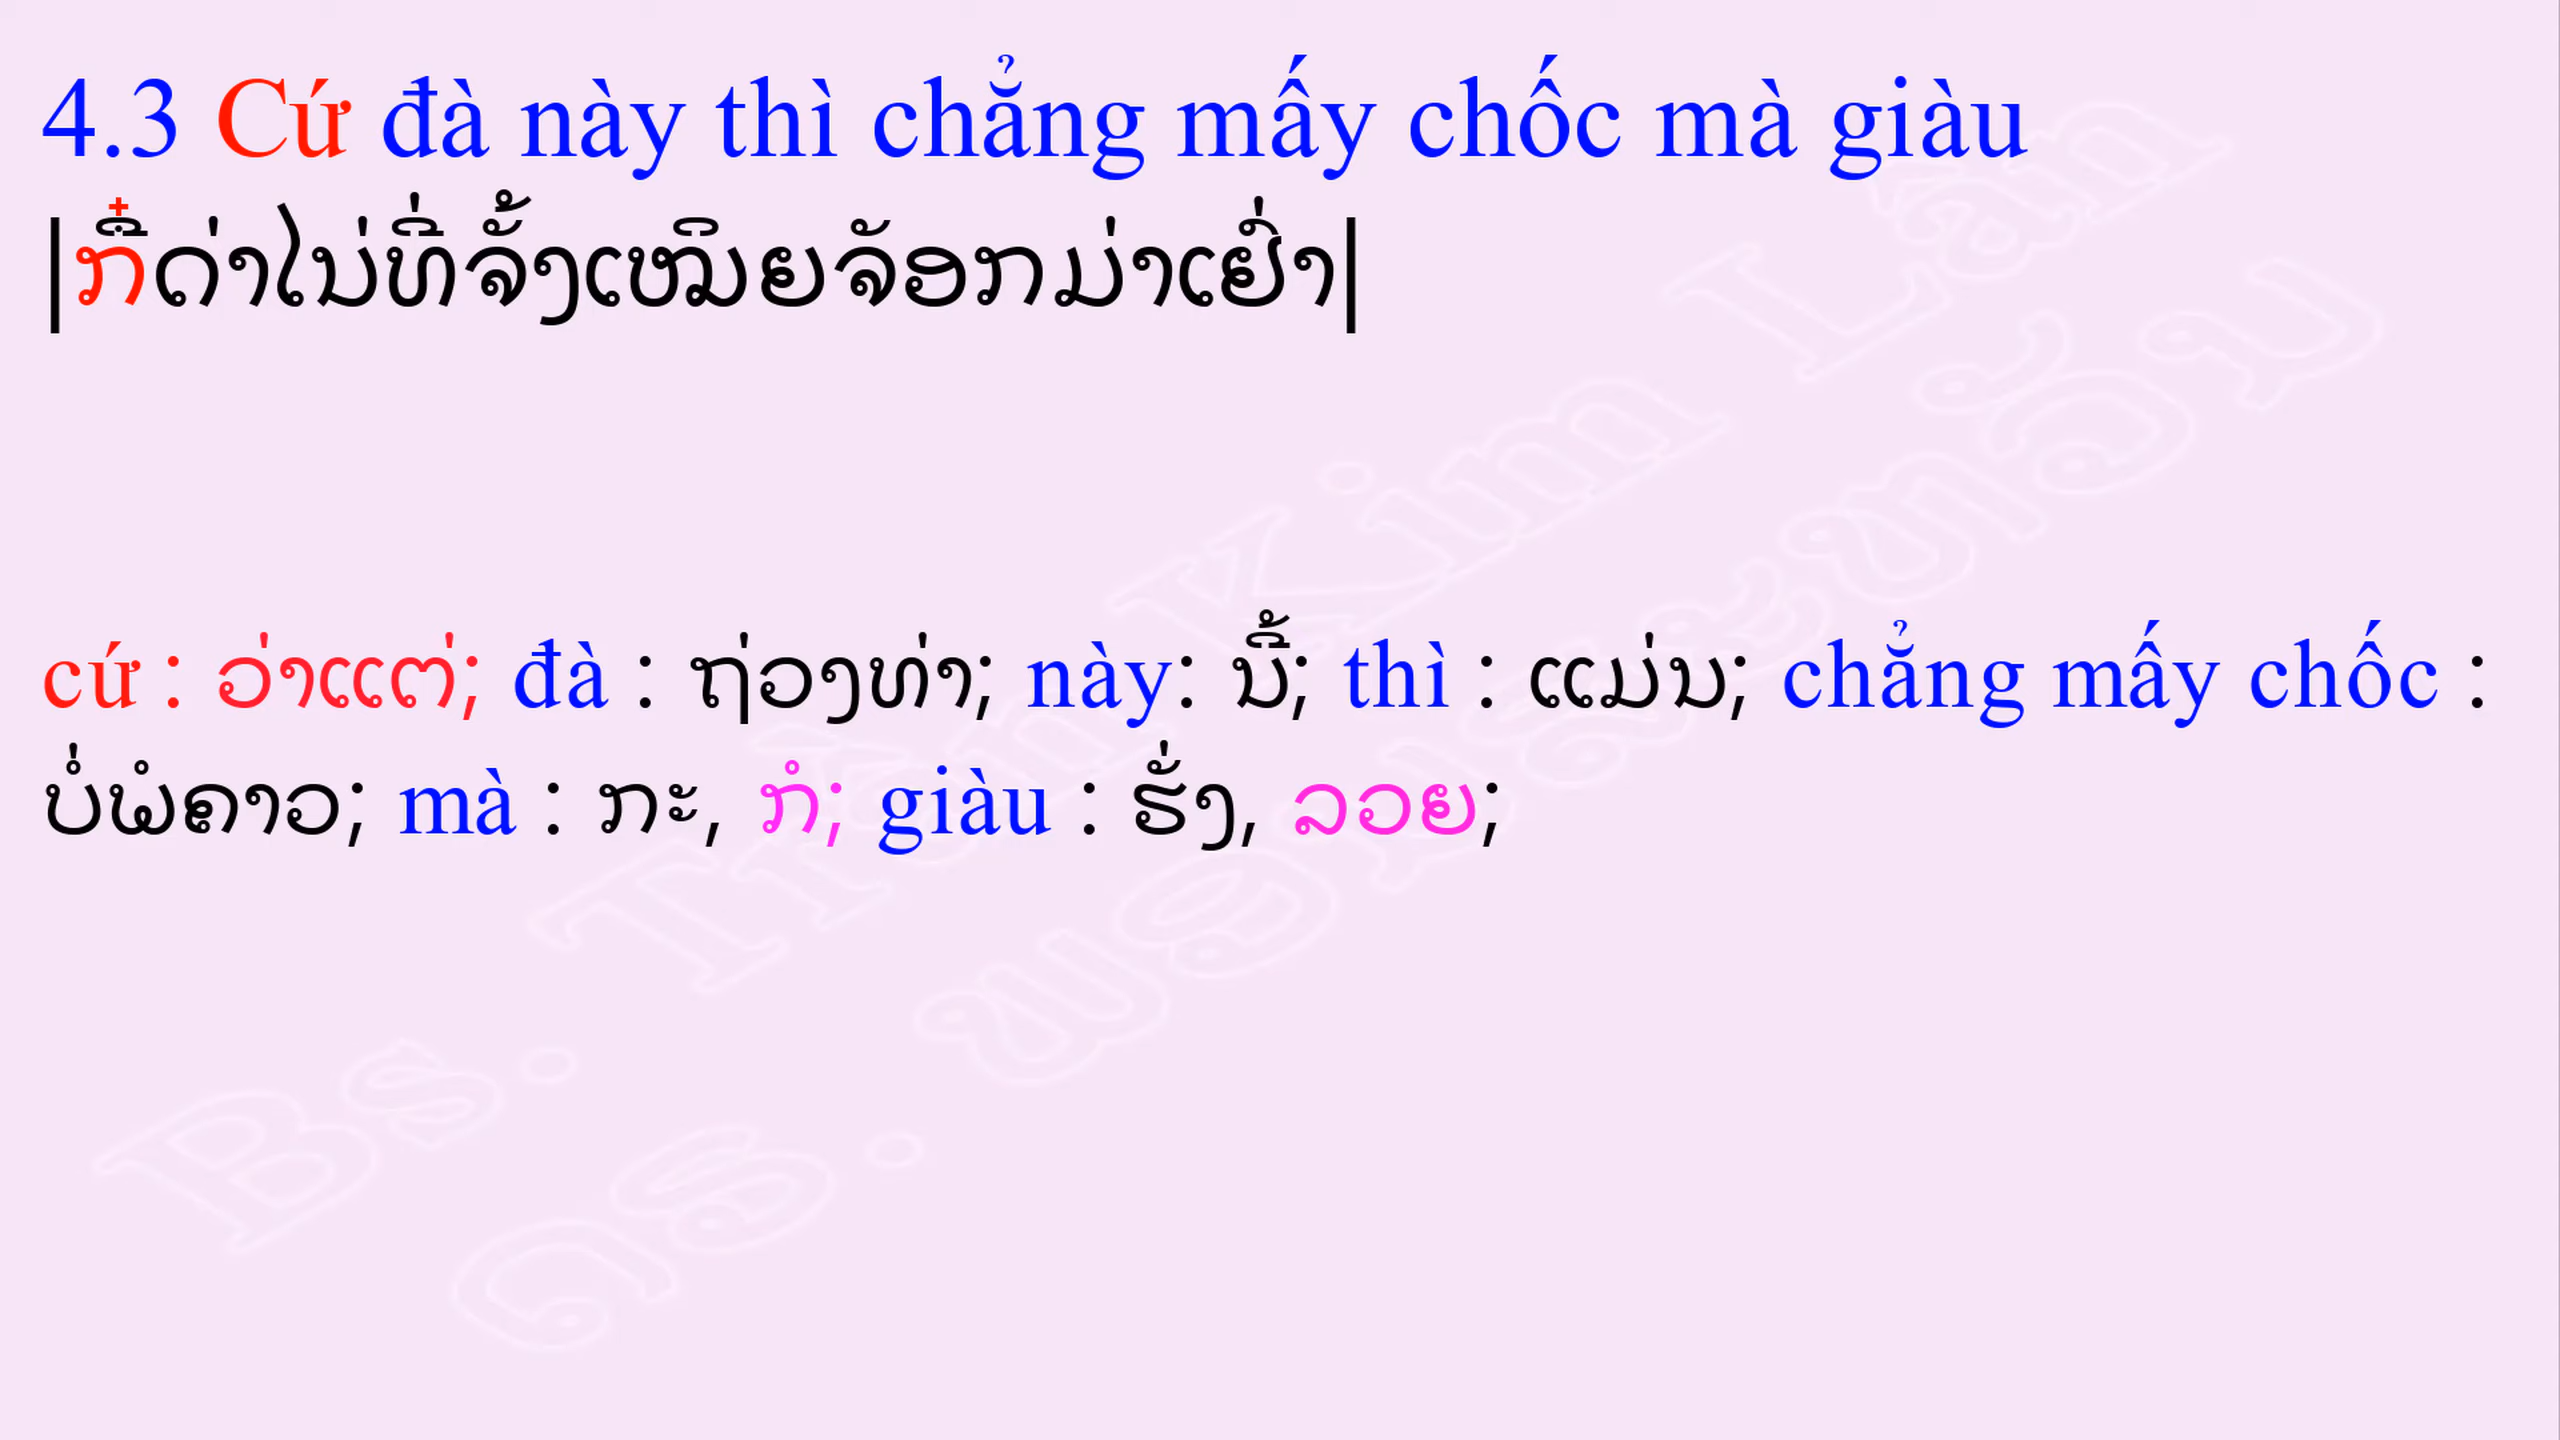 4.3 Cứ đà này thì chẳng mấy chốc mà giàu
|ກື໋ດ່າໄນ່ທີ່ຈັ້ງເໝິຍຈັອກມ່າເຢົ່າ|
cứ : ວ່າແຕ່; đà : ຖ່ວງທ່າ; này: ນີ້; thì : ແມ່ນ; chẳng mấy chốc :
ບໍ່ພໍຄາວ; mà : ກະ, ກໍ; giàu : ຮັ່ງ, ລວຍ;